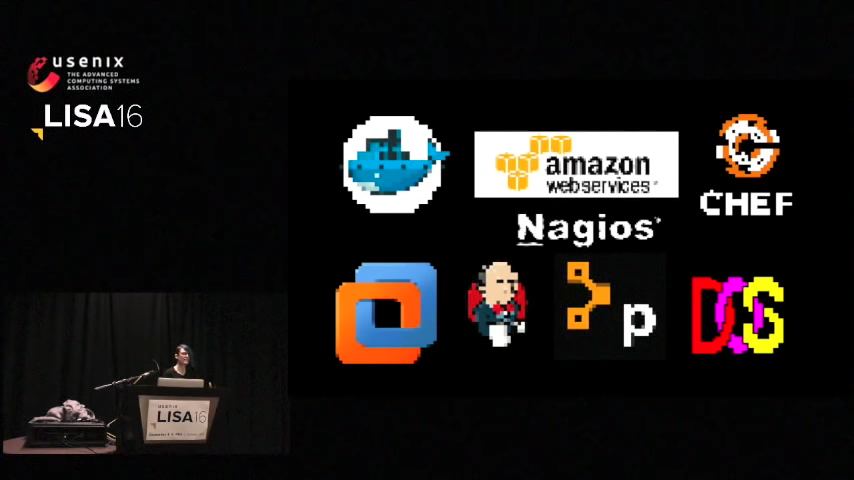 usenix
THE ADVANCED
COMPUTING SYSTEMS
ASSOCIATION
LISA16
amazon
webservices
CHEF
Nagios
p
DOS
usenix
LISA16